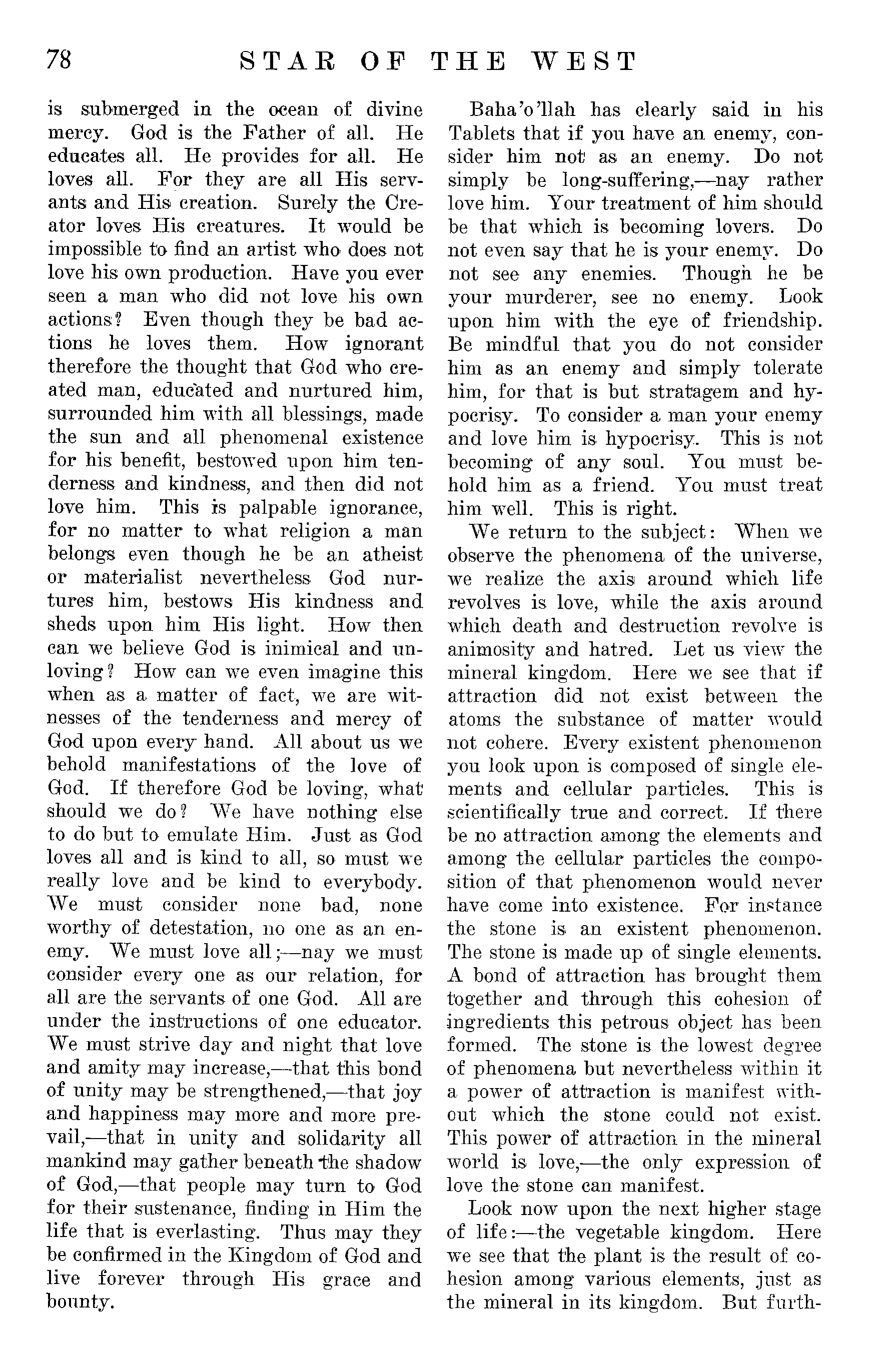 78 STAR OF THE WEST
is submerged in the ocean of divine
mercy. God is the Father of all. He
educates all. He provides for all. He
loves all. For they are all His serv-
ants and His creation. Surely the Cre-
ator loves His creatures. It would be
impossible to find an artist who does not
love his own production. Have you ever
seen a man who did not love his own
actions? Even though they be bad ac-
tions he loves them. How ignorant
therefore the thought that God who cre-
ated man, educated and nurtured him,
surrounded him with all blessings, made
the sun and all phenomenal existence
for his benefit, bestowed upon him ten-
derness and kindness, and then did not
love him. This is palpable ignorance,
for no matter to what religion a man
belongs even though he be an atheist
or materialist nevertheless God nur-
tures him, bestows His kindness and
sheds upon him His light. How then
can we believe God is inimical and un-
loving? How can we even imagine this
when as a matter of fact, we are wit-
nesses of the tenderness and mercy of
God upon every hand. All about us we
behold manifestations of the love of
God. If therefore God be loving, what
should we do? We have nothing else
to do but to emulate Him. Just as God
loves all and is kind to all, so must we
really love and be kind to everybody.
We must consider none bad, none
worthy of detestation, no one as an en-
emy. We must love all;—nay we must
consider every one as our relation, for
all are the servants of one God. All are
under the instructions of one educator.
We must strive day and night that love
and amity may increase,—that this bond
of unity may be strengthened,—that joy
and happiness may more and more pre-
vail,—that in unity and solidarity all
mankind may gather beneath the shadow
of God,—that people may turn to God
for their sustenance, finding in Him the
life that is everlasting. Thus may they
be confirmed in the Kingdom of God and
live forever through His grace and
bounty.
Baha'o'llah has clearly said in his
Tablets that if you have an enemy, con-
sider him not as an enemy. Do not
simply be long-suffering,—nay rather
love him. Your treatment of him should
be that which is becoming lovers. Do
not even say that he is your enemy. Do
not see any enemies. Though he be
your murderer, see no enemy. Look
upon him with the eye of friendship.
Be mindful that you do not consider
him as an enemy and simply tolerate
him, for that is but stratagem and hy-
pocrisy. To consider a man your enemy
and love him is hypocrisy. This is not
becoming of any soul. You must be-
hold him as a friend. You must treat
him well. This is right.
We return to the subject: When we
observe the phenomena of the universe,
we realize the axis around which life
revolves is love, while the axis around
which death and destruction revolve is
animosity and hatred. Let us view the
mineral kingdom. Here we see that if
attraction did not exist between the
atoms the substance of matter would
not cohere. Every existent phenomenon
you look upon is composed of single ele-
ments and cellular particles. This is
scientifically true and correct. If there
be no attraction among the elements and
among the cellular particles the compo-
sition of that phenomenon would never
have come into existence. For instance
the stone is an existent phenomenon.
The stone is made up of single elements.
A bond of attraction has brought them
together and through this cohesion of
ingredients this petrous object has been
formed. The stone is the lowest degree
of phenomena but nevertheless within it
a power of attraction is manifest with-
out which the stone could not exist.
This power of attraction in the mineral
world is love,—the only expression of
love the stone can manifest.
Look now upon the next higher stage
of life:—the vegetable kingdom. Here
we see that the plant is the result of co-
hesion among various elements, just as
the mineral in its kingdom. But furth-